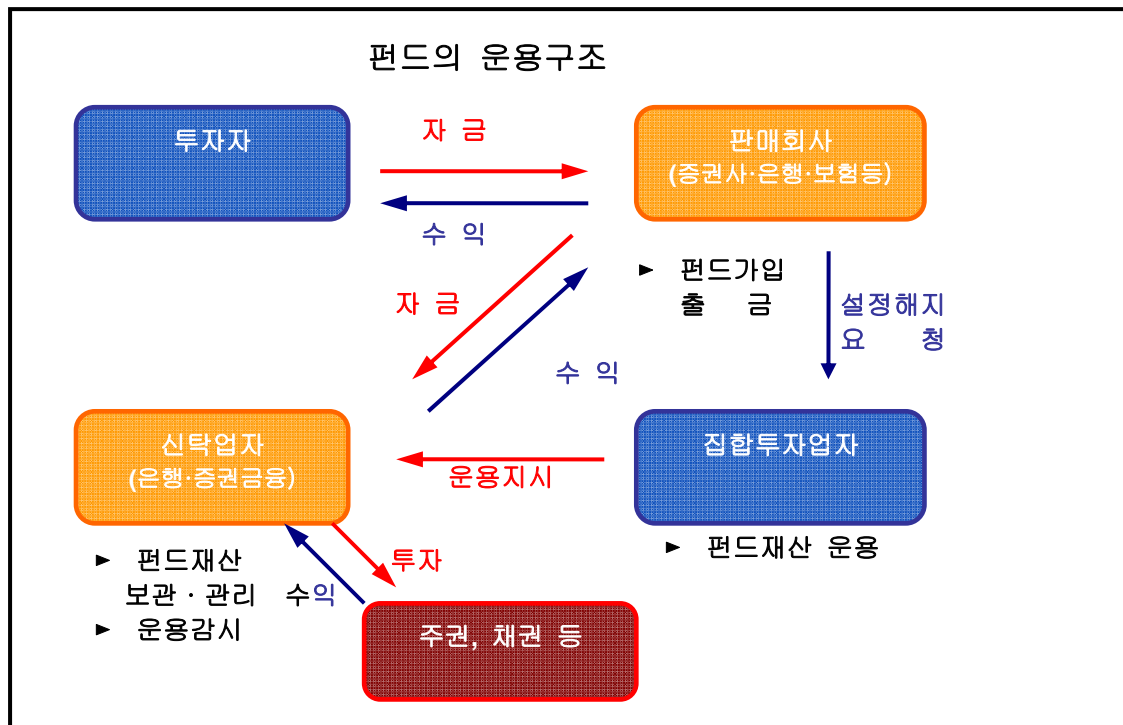 펀드의 운용구조
투자자
자 금
판매회사
(증권사·은행·보험등)
수 익
► 펀드가입
출 금
설정해지
요 청
자 금
수 익
신탁업자
(은행·증권금융)
운용지시
집합투자업자
► 펀드재산 운용
► 펀드재산
보관 · 관리
► 운용감시
투자
수익
주권, 채권 등